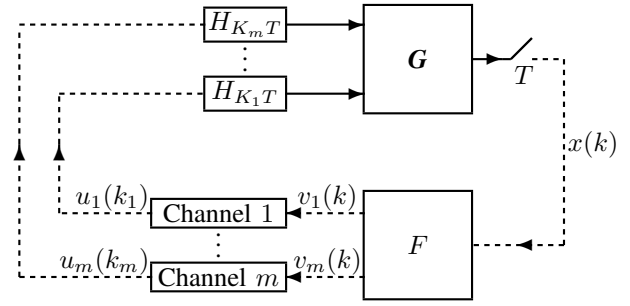 H_{K_mT}
G
T
⋮
H_{K_1T}
x(k)
u_1(k_1)
Channel 1
v_1(k)
F
⋮
u_m(k_m)
Channel m
v_m(k)